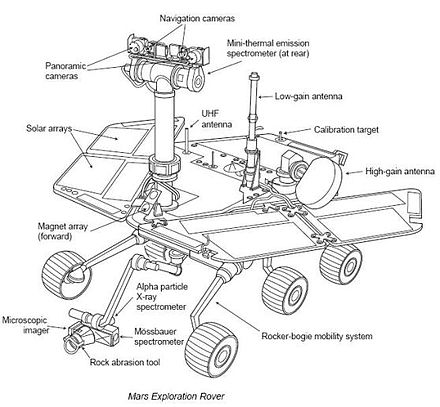 Navigation cameras
Panoramic
cameras
Mini-thermal emission
spectrometer (at rear)
Low-gain antenna
UHF
antenna
Solar arrays
Calibration target
High-gain antenna
Magnet array
(forward)
Alpha particle
X-ray
spectrometer
Microscopic
imager
Mössbauer
spectrometer
Rock abrasion tool
Rocker-bogie mobility system
Mars Exploration Rover